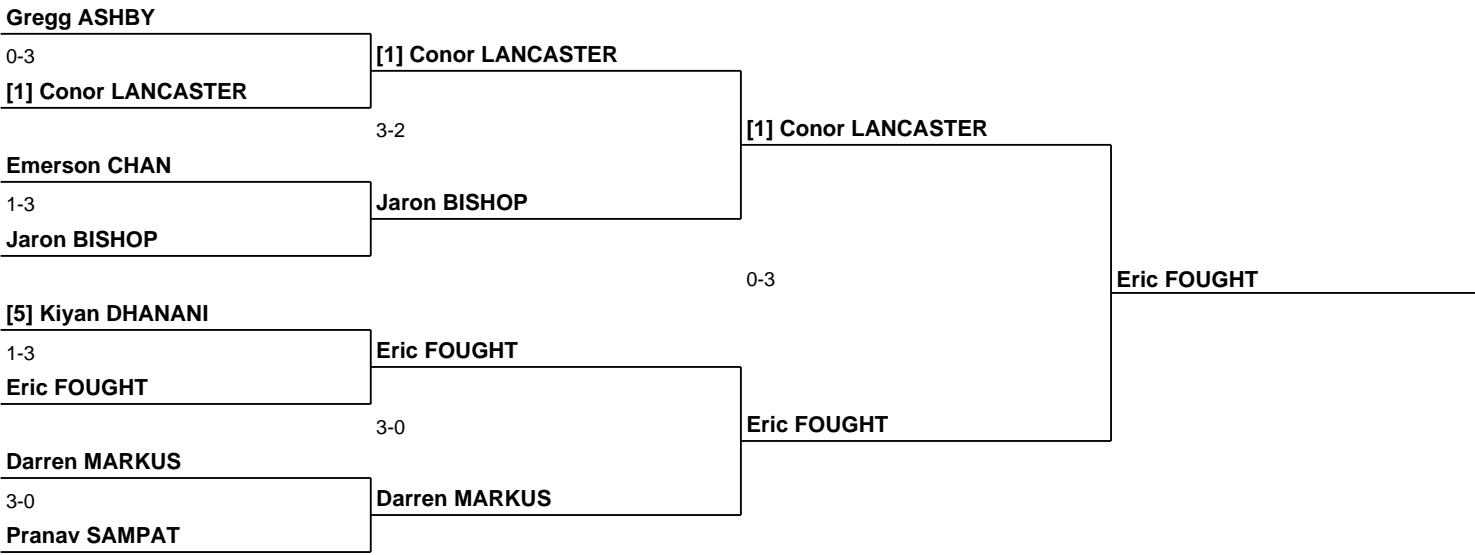 Gregg ASHBY
0-3
[1] Conor LANCASTER
[1] Conor LANCASTER
3-2
[1] Conor LANCASTER
Emerson CHAN
1-3
Jaron BISHOP
Jaron BISHOP
0-3
Eric FOUGHT
[5] Kiyan DHANANI
1-3
Eric FOUGHT
Eric FOUGHT
3-0
Eric FOUGHT
Darren MARKUS
3-0
Darren MARKUS
Pranav SAMPAT